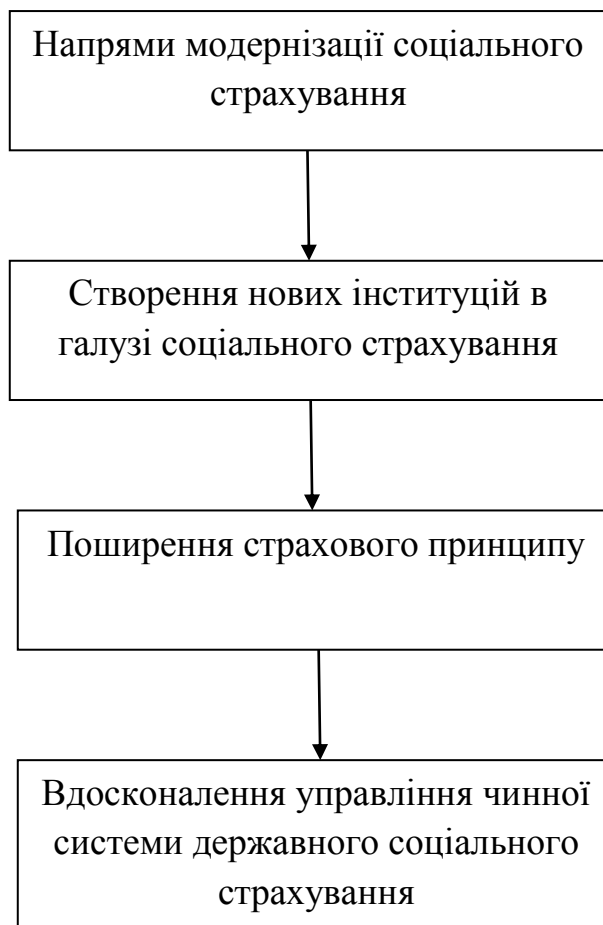 Напрями модернізації соціального
страхування
Створення нових інституцій в
галузі соціального страхування
Поширення страхового принципу
Вдосконалення управління чинної
системи державного соціального
страхування